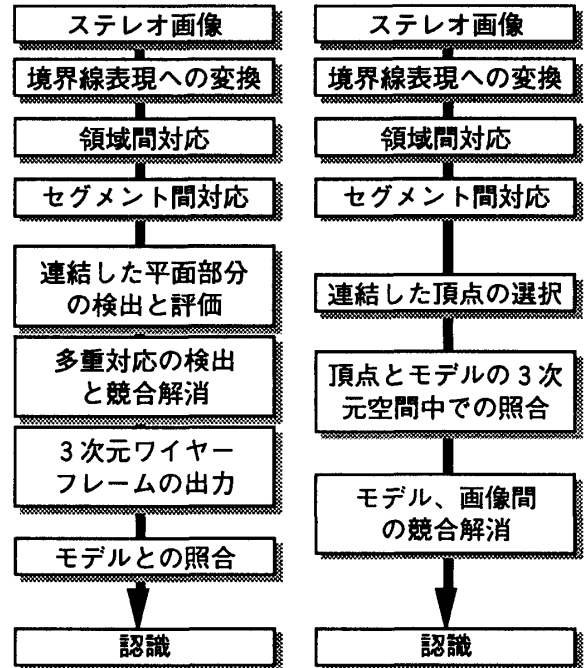 ステレオ画像
境界線表現への変換
領域間対応
セグメント間対応
連結した平面部分
の検出と評価
多重対応の検出
と競合解消
3次元ワイヤー
フレームの出力
モデルとの照合
認識
ステレオ画像
境界線表現への変換
領域間対応
セグメント間対応
連結した頂点の選択
頂点とモデルの3次
元空間中での照合
モデル、画像間
の競合解消
認識